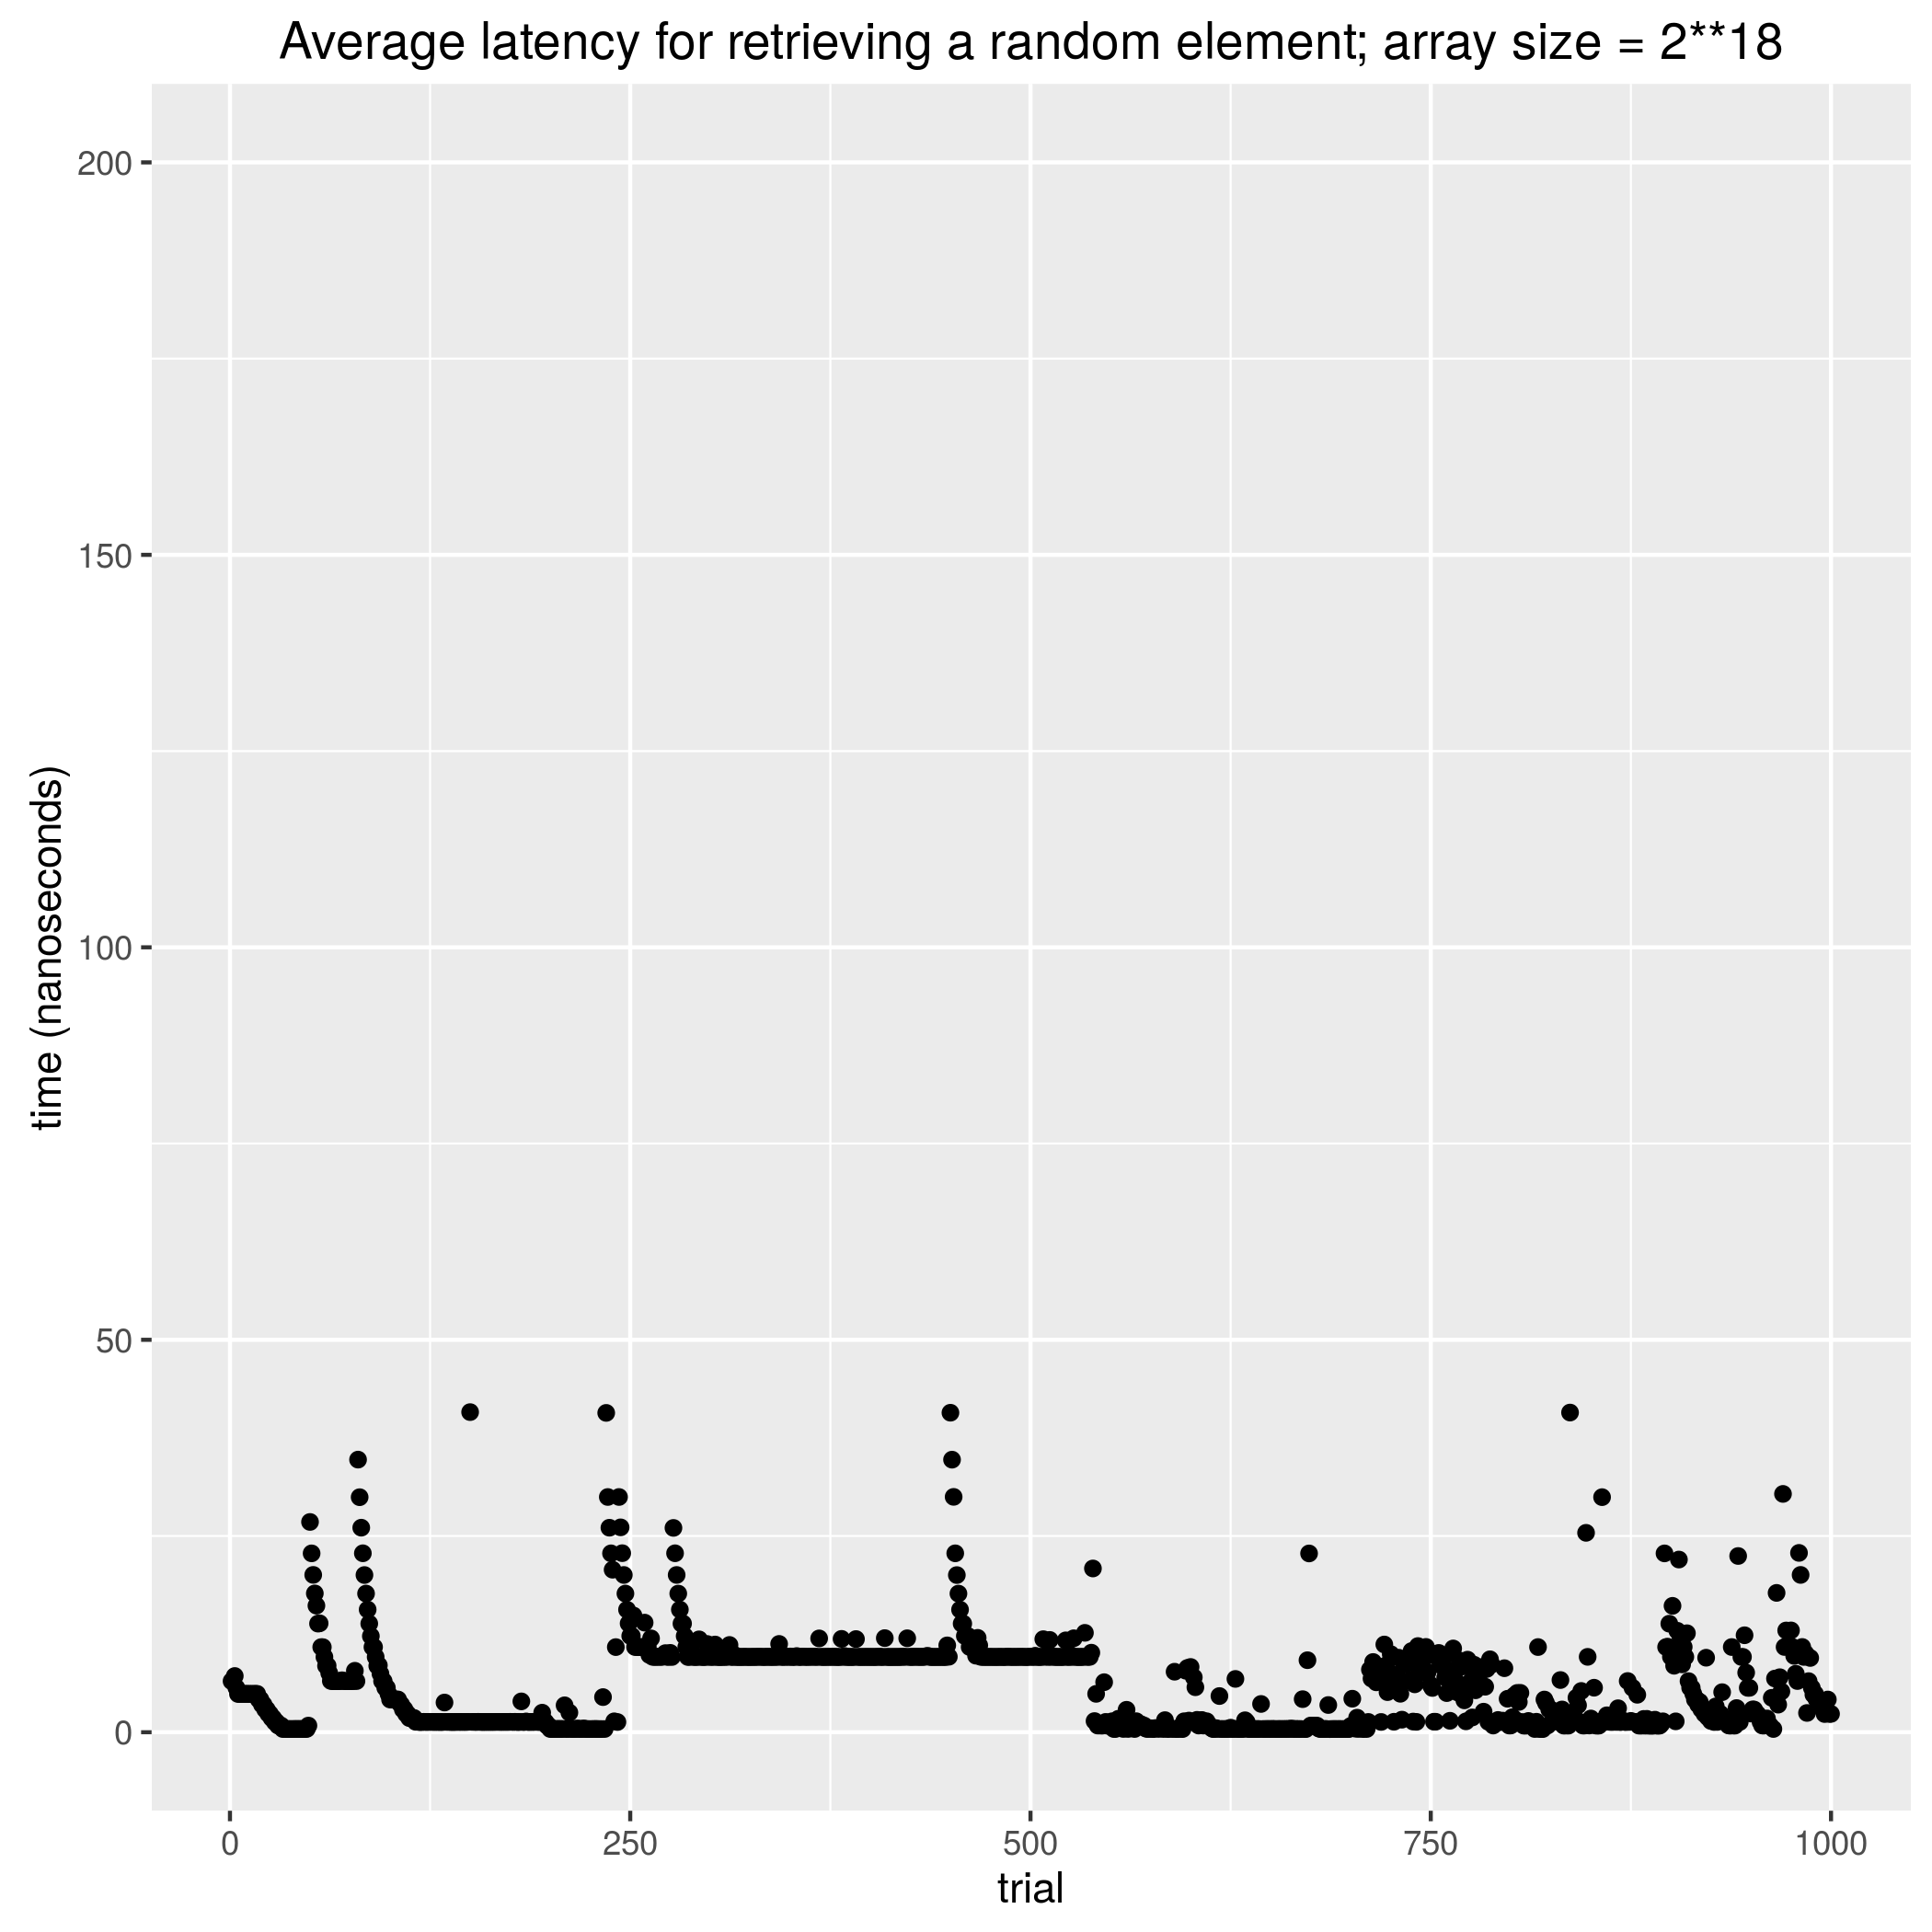 Average latency for retrieving a random element; array size = 2**18
200
150
100
50
0
time (nanoseconds)
0 250 500 750 1000
trial